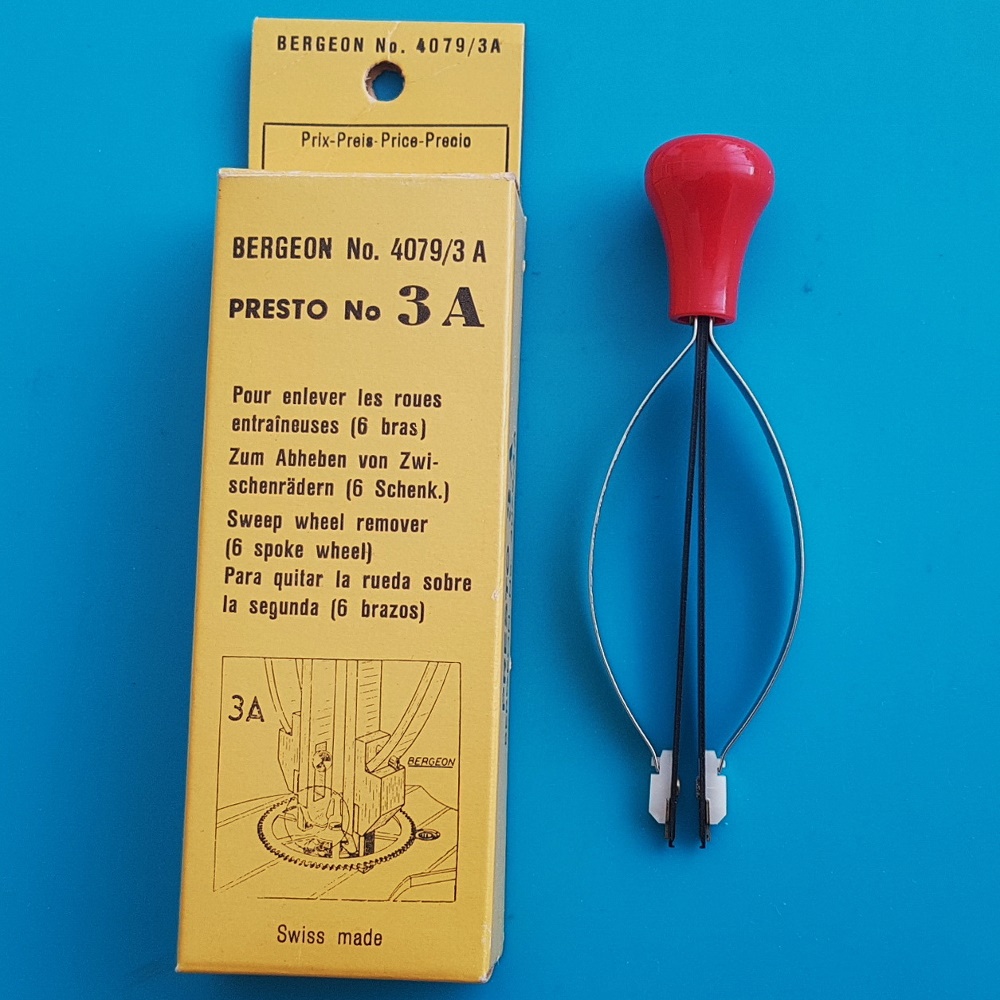 BERGEON No. 4079/3A
Prix-Preis-Price-Precio
BERGEON No. 4079/3 A
PRESTO No 3 A
Pour enlever les roues
entraîneuses (6 bras)
Zum Abheben von Zwi-
schenrädern (6 Schenk.)
Sweep wheel remover
(6 spoke wheel)
Para quitar la rueda sobre
la segunda (6 brazos)
3A
BERGEON
Swiss made